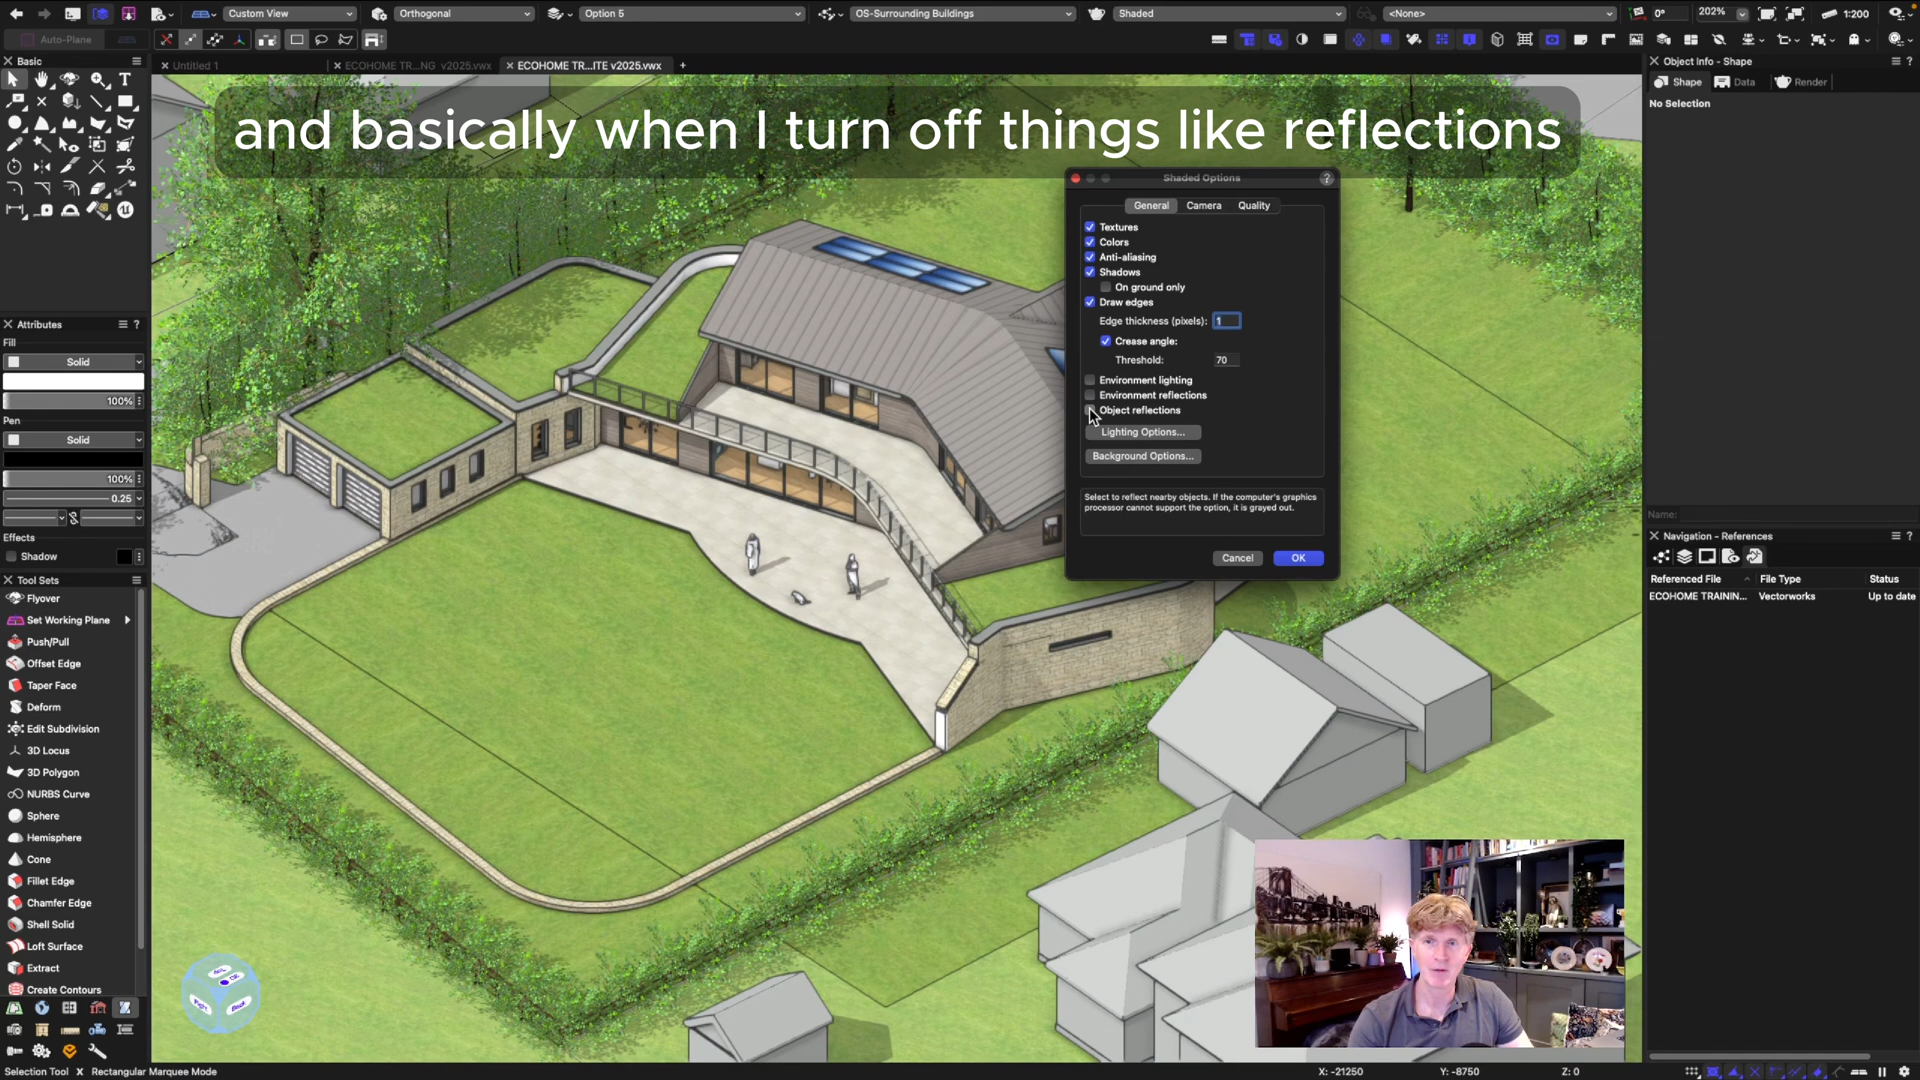 Custom View
Orthogonal
Option 5
OS-Surrounding Buildings
Shaded
<None>
0°
202%
1:200
Auto-Plane
Basic
Untitled 1
ECOHOME TR...NG v2025.vwx
ECOHOME TR...ITE v2025.vwx
Object Info - Shape
Shape
Data
Render
No Selection
and basically when I turn off things like reflections
Shaded Options
General
Camera
Quality
Textures
Colors
Anti-aliasing
Shadows
On ground only
Draw edges
Edge thickness (pixels): 1
Crease angle:
Threshold: 70
Environment lighting
Environment reflections
Object reflections
Lighting Options...
Background Options...
Select to reflect nearby objects. If the computer's graphics
processor cannot support the option, it is grayed out.
Cancel
OK
Attributes
Fill
Solid
100%
Pen
Solid
100%
0.25
Effects
Shadow
Tool Sets
Flyover
Set Working Plane
Push/Pull
Offset Edge
Taper Face
Deform
Edit Subdivision
3D Locus
3D Polygon
NURBS Curve
Sphere
Hemisphere
Cone
Fillet Edge
Chamfer Edge
Shell Solid
Loft Surface
Extract
Create Contours
Name:
Navigation - References
Referenced File
File Type
Status
ECOHOME TRAININ...
Vectorworks
Up to date
Right
Selection Tool
Rectangular Marquee Mode
X: -21250
Y: -8750
Z: 0